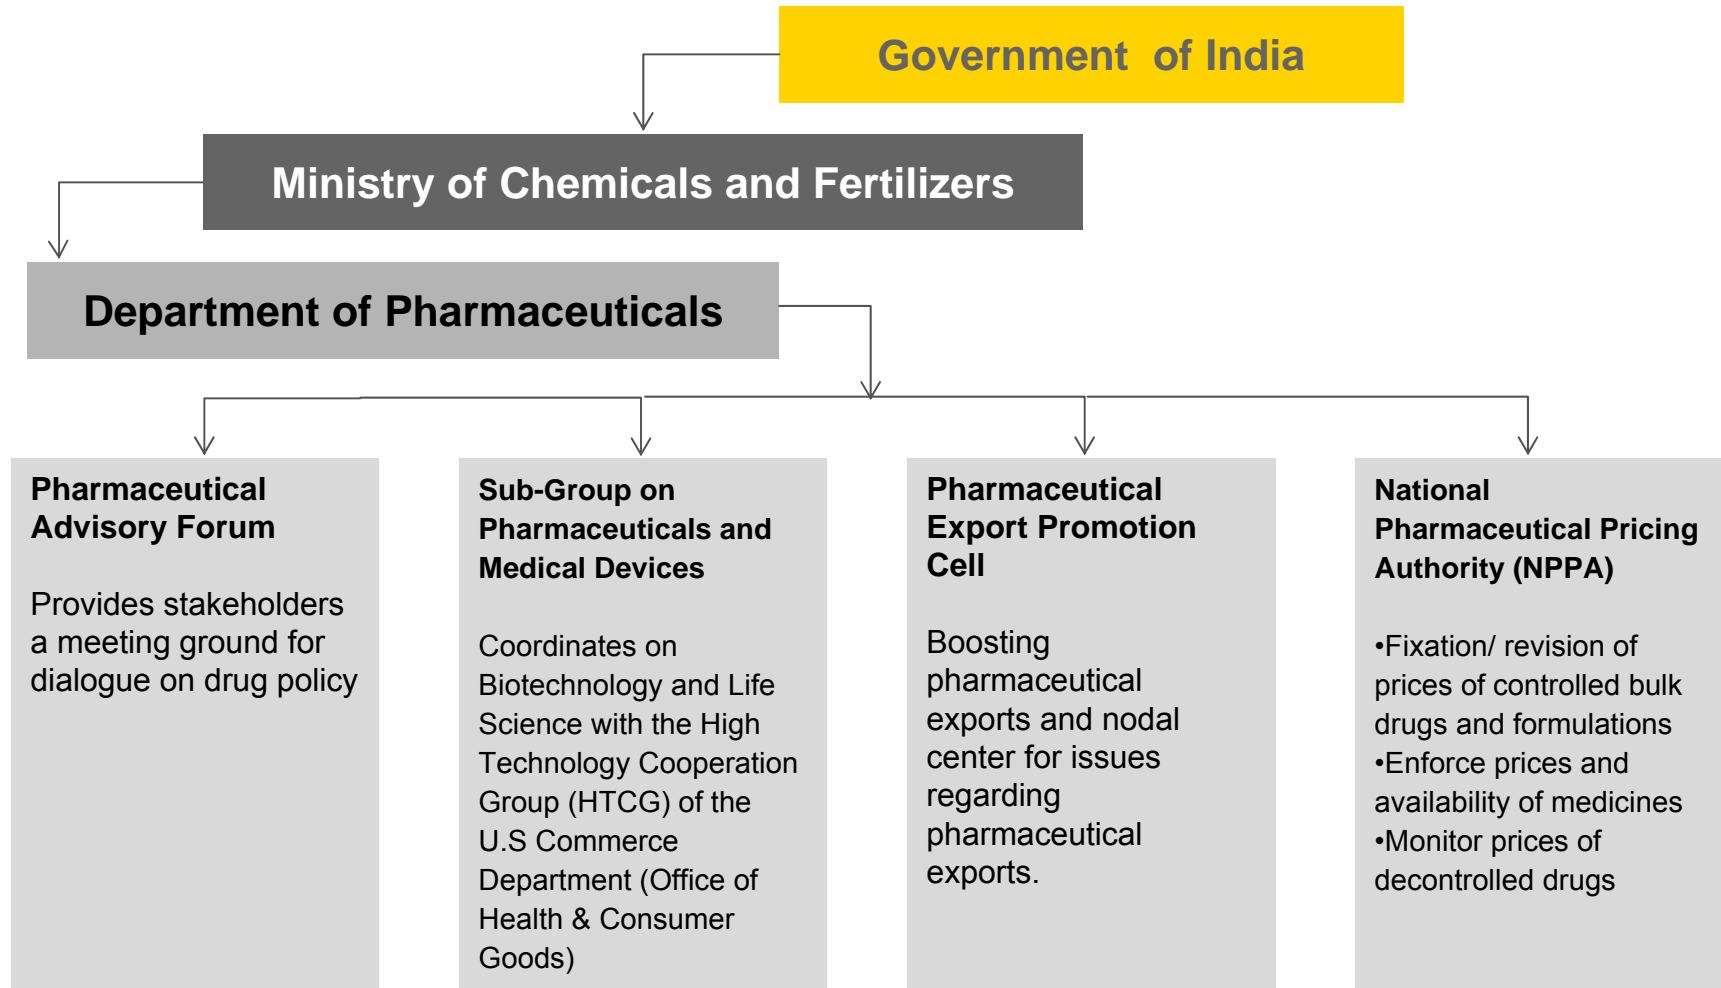 Government of India
Ministry of Chemicals and Fertilizers
Department of Pharmaceuticals
Pharmaceutical
Advisory Forum
Provides stakeholders
a meeting ground for
dialogue on drug policy
Sub-Group on
Pharmaceuticals and
Medical Devices
Coordinates on
Biotechnology and Life
Science with the High
Technology Cooperation
Group (HTCG) of the
U.S Commerce
Department (Office of
Health & Consumer
Goods)
Pharmaceutical
Export Promotion
Cell
Boosting
pharmaceutical
exports and nodal
center for issues
regarding
pharmaceutical
exports.
National
Pharmaceutical Pricing
Authority (NPPA)
•Fixation/ revision of
prices of controlled bulk
drugs and formulations
•Enforce prices and
availability of medicines
•Monitor prices of
decontrolled drugs